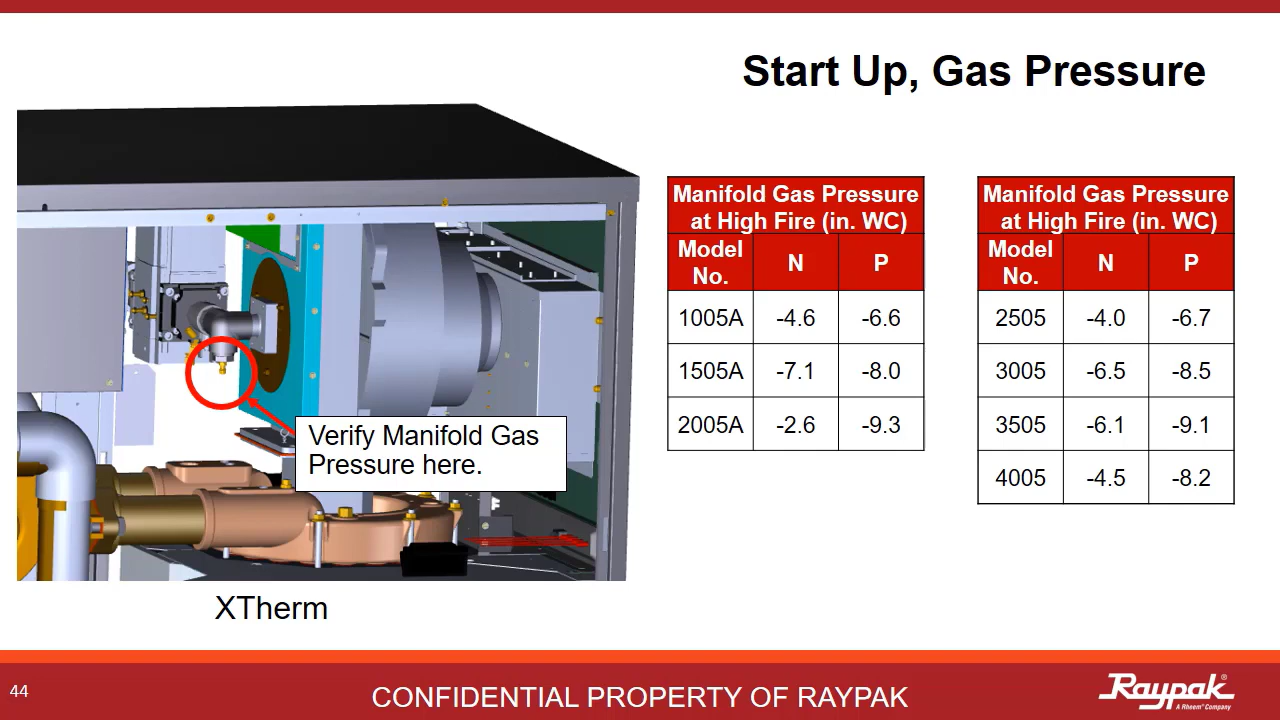 Start Up, Gas Pressure
Verify Manifold Gas
Pressure here.
XTherm
Manifold Gas Pressure
at High Fire (in. WC)
Model No. N P
1005A -4.6 -6.6
1505A -7.1 -8.0
2005A -2.6 -9.3
Manifold Gas Pressure
at High Fire (in. WC)
Model No. N P
2505 -4.0 -6.7
3005 -6.5 -8.5
3505 -6.1 -9.1
4005 -4.5 -8.2
44
CONFIDENTIAL PROPERTY OF RAYPAK
Raypak®
A Rheem® Company